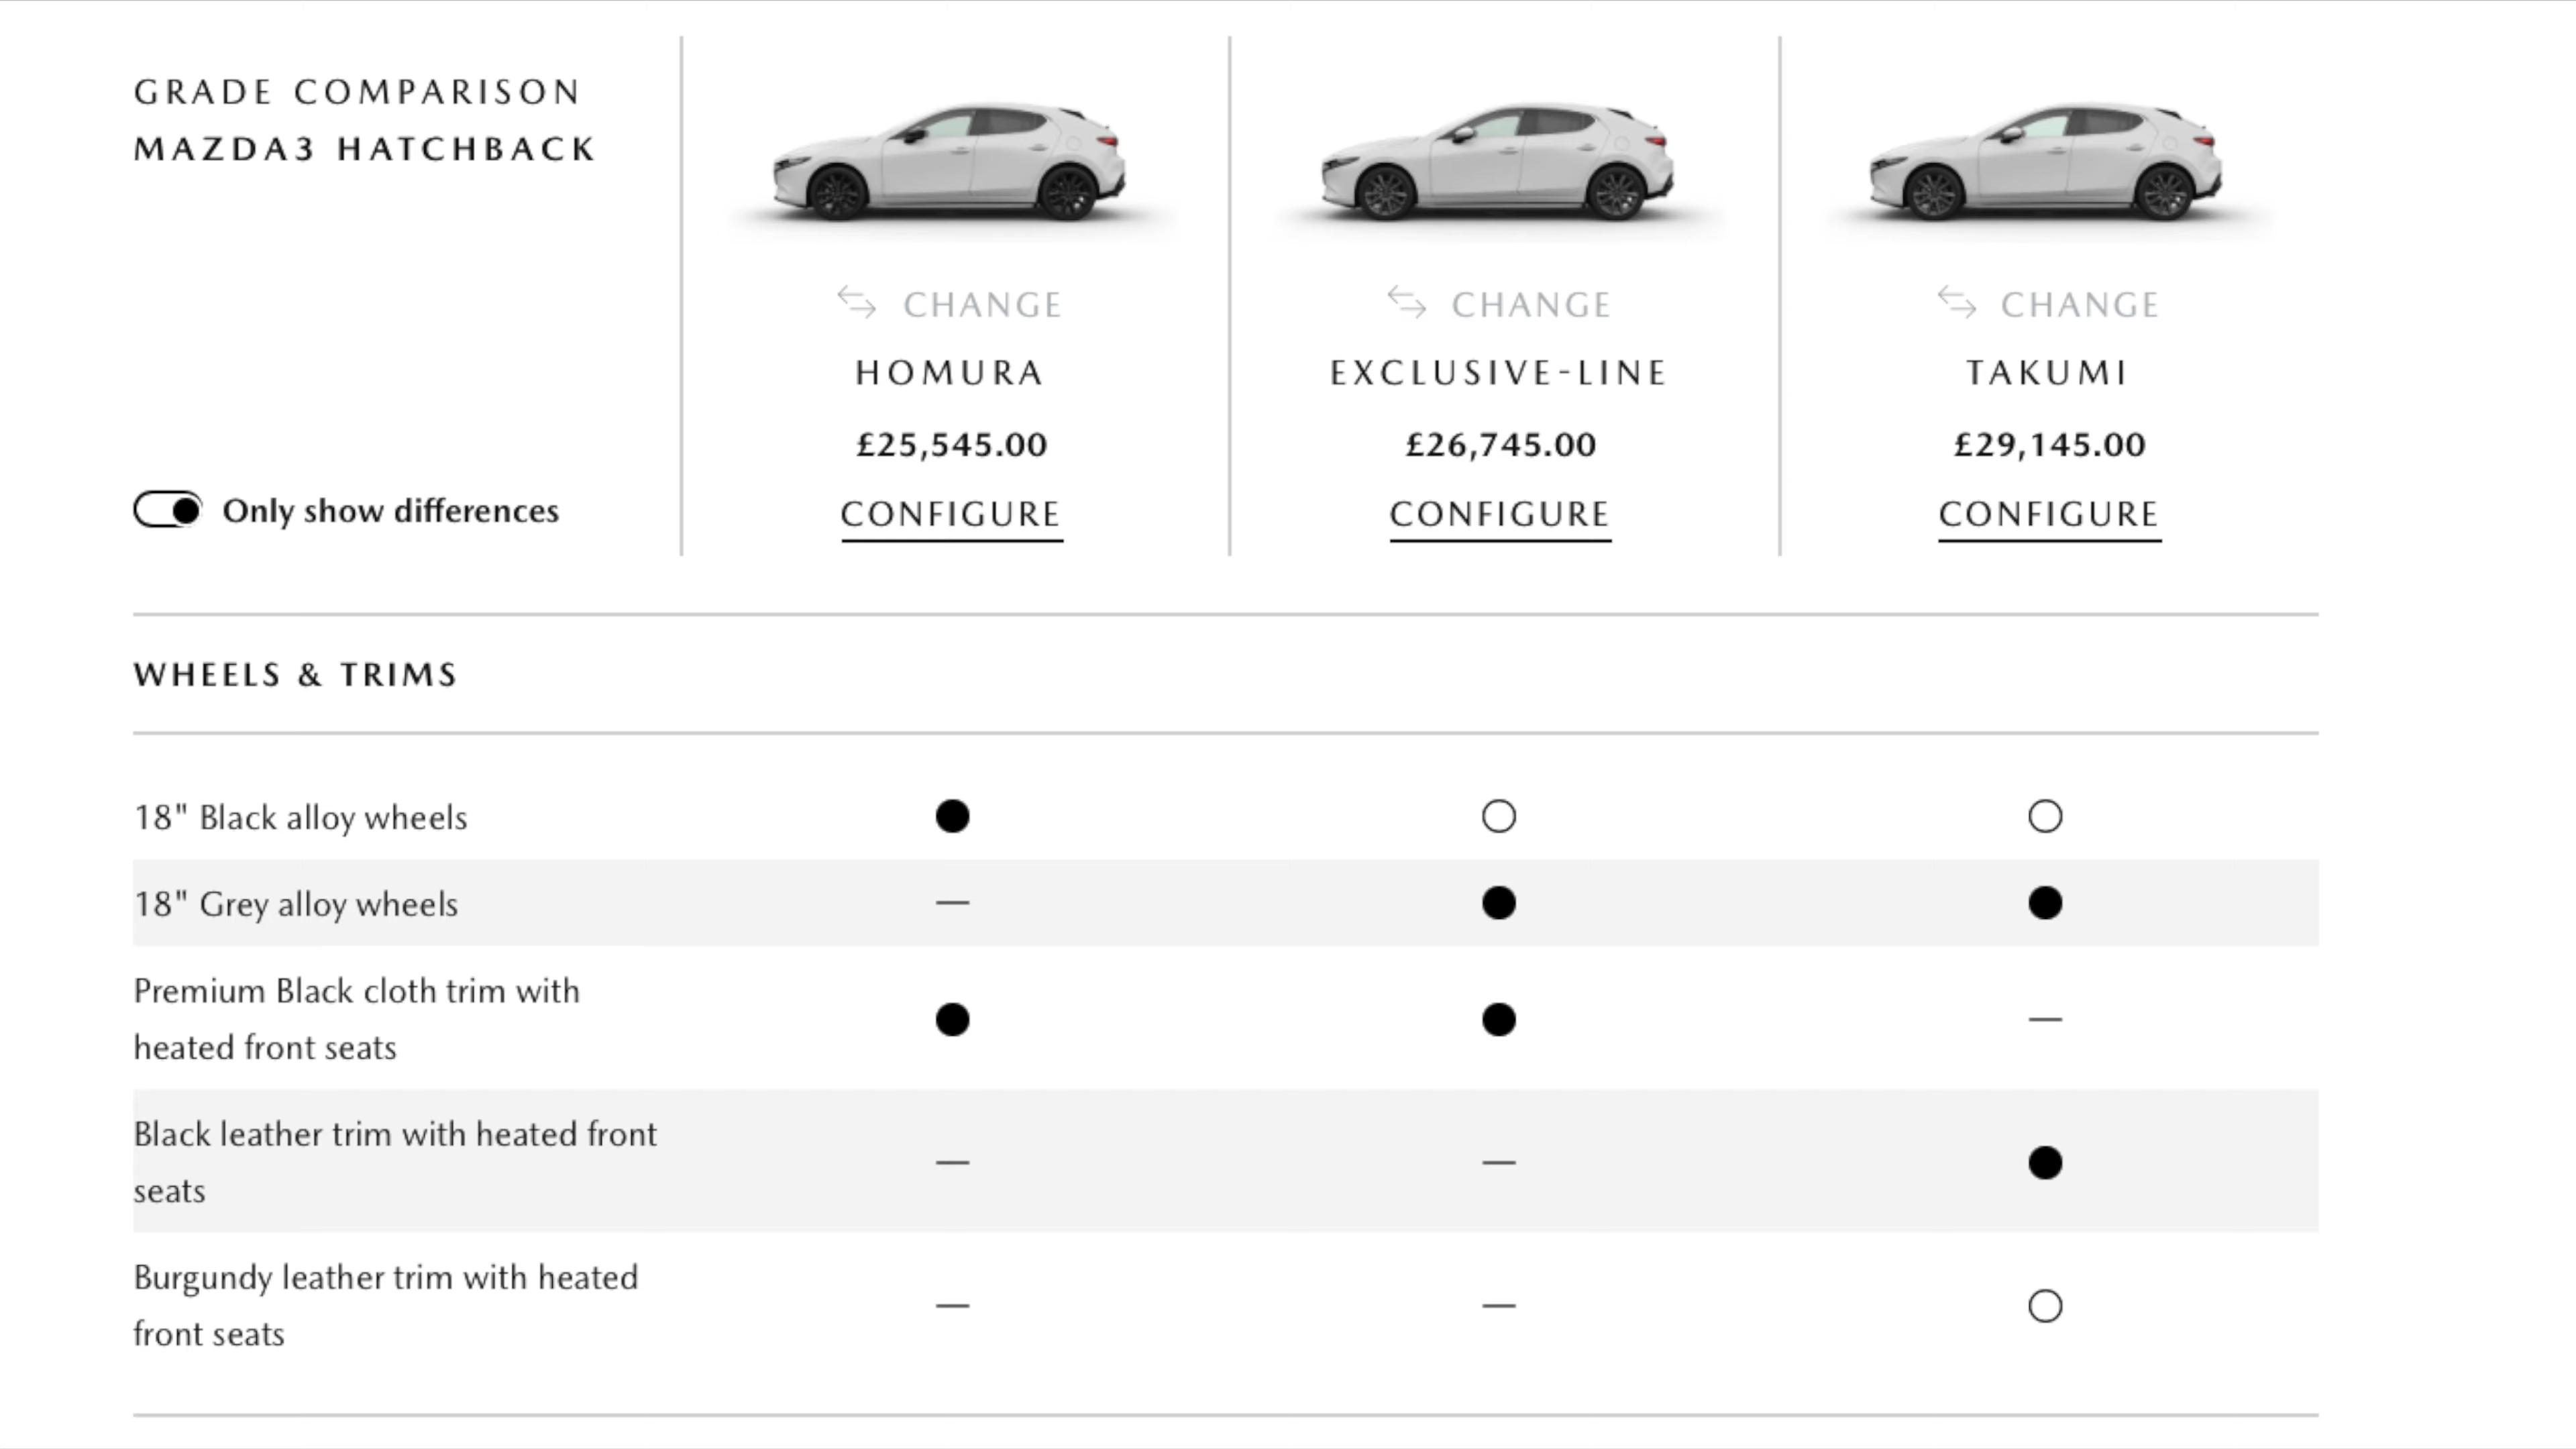 GRADE COMPARISON
MAZDA3 HATCHBACK
Only show differences
CHANGE
HOMURA
£25,545.00
CONFIGURE
CHANGE
EXCLUSIVE-LINE
£26,745.00
CONFIGURE
CHANGE
TAKUMI
£29,145.00
CONFIGURE
WHEELS & TRIMS
18" Black alloy wheels
18" Grey alloy wheels
Premium Black cloth trim with
heated front seats
Black leather trim with heated front
seats
Burgundy leather trim with heated
front seats